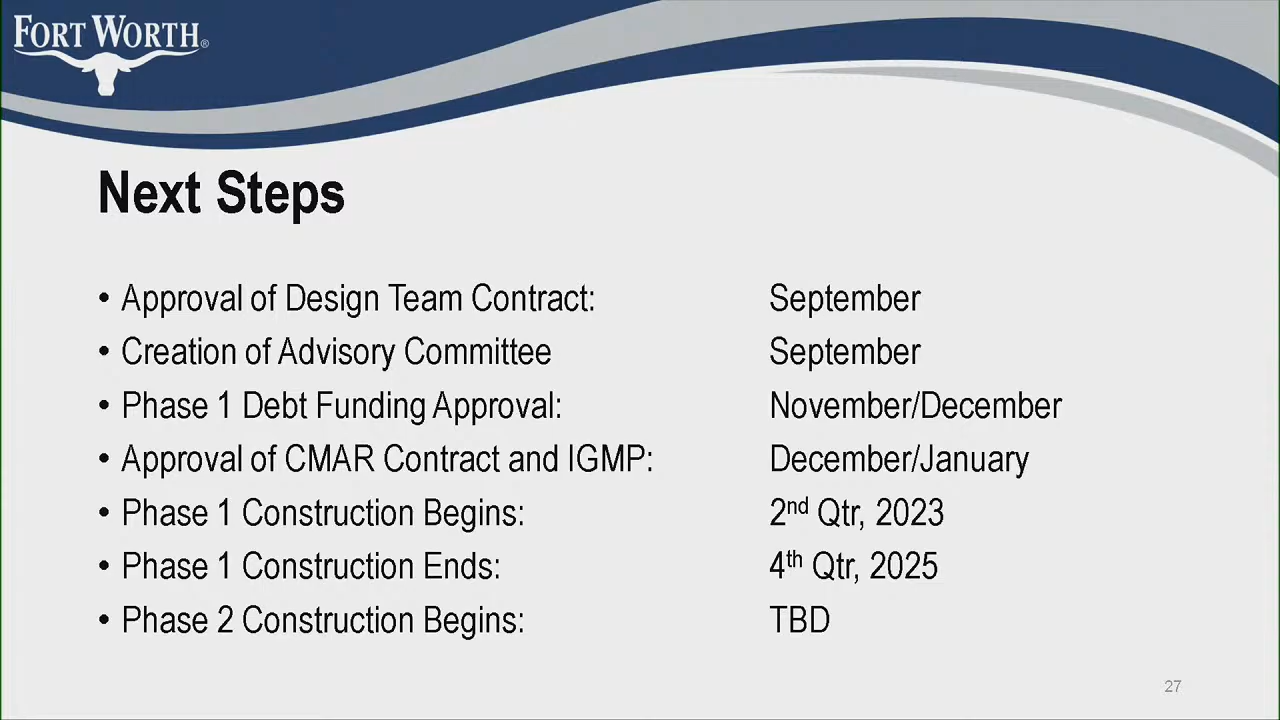 FORT WORTH®
Next Steps
• Approval of Design Team Contract: September
• Creation of Advisory Committee September
• Phase 1 Debt Funding Approval: November/December
• Approval of CMAR Contract and IGMP: December/January
• Phase 1 Construction Begins: 2nd Qtr, 2023
• Phase 1 Construction Ends: 4th Qtr, 2025
• Phase 2 Construction Begins: TBD
27